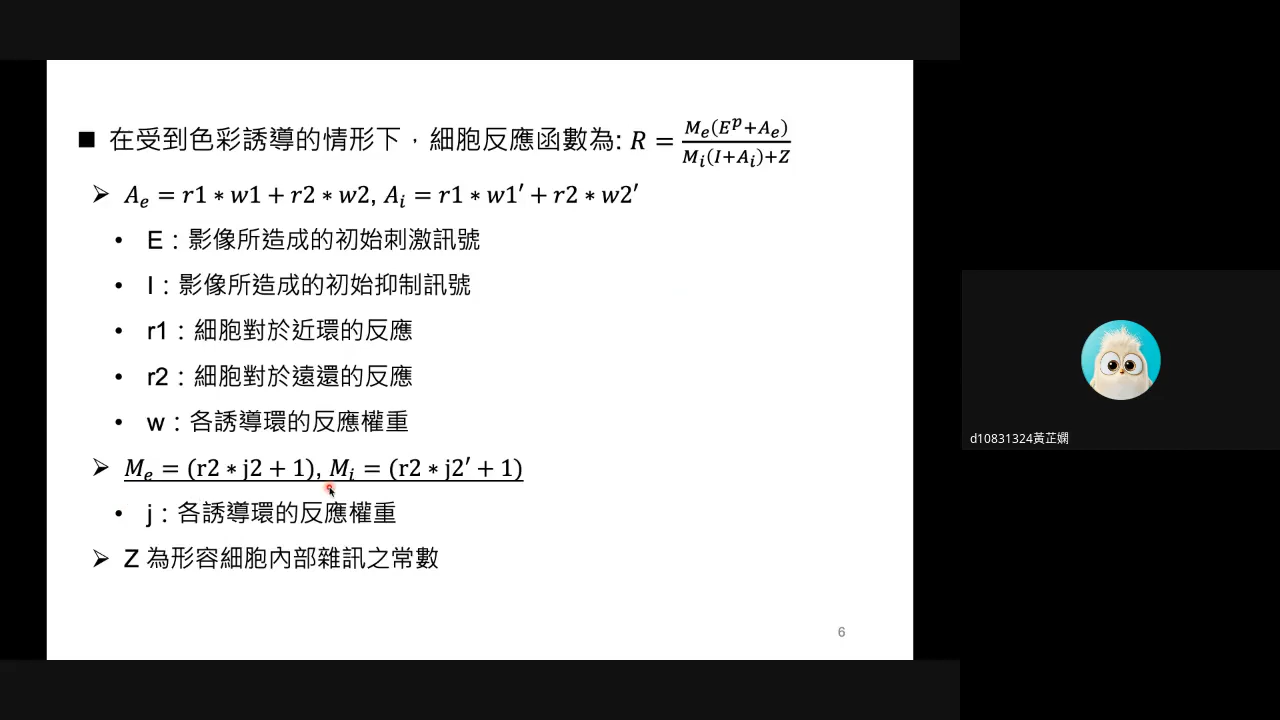 ■ 在受到色彩誘導的情形下，細胞反應函數為: $R = \frac{M_e(E^p+A_e)}{M_i(I+A_i)+Z}$
➢ $A_e = r1 * w1 + r2 * w2, A_i = r1 * w1' + r2 * w2'$
• E：影像所造成的初始刺激訊號
• I：影像所造成的初始抑制訊號
• r1：細胞對於近環的反應
• r2：細胞對於遠還的反應
• w：各誘導環的反應權重
➢ $M_e = (r2 * j2 + 1), M_i = (r2 * j2' + 1)$
• j：各誘導環的反應權重
➢ Z 為形容細胞內部雜訊之常數
6
d10831324黃芷嫻